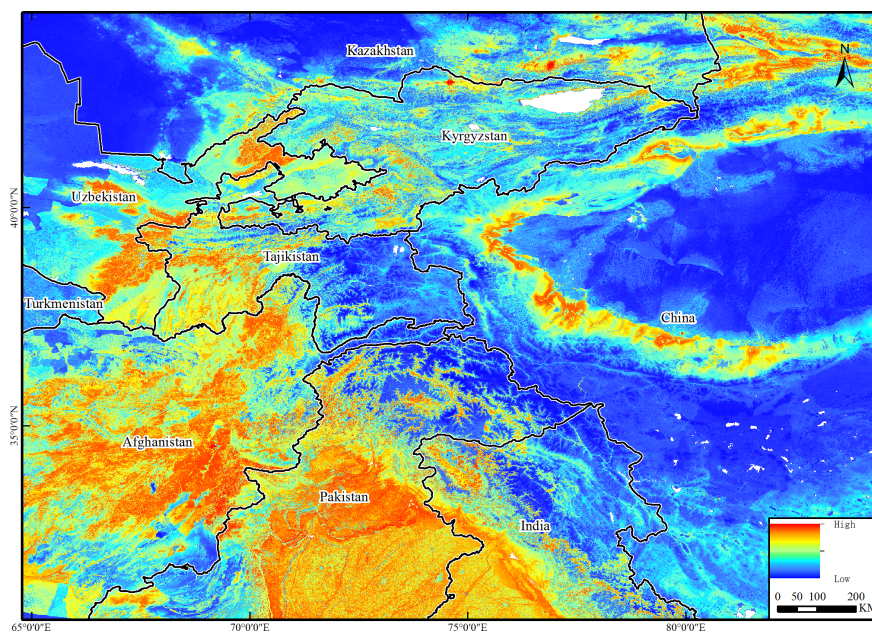 Kazakhstan
N
Kyrgyzstan
Uzbekistan
40°0'0"N
Tajikistan
Turkmenistan
China
35°0'0"N
Afghanistan
Pakistan
India
High
Low
0 50 100 200
KM
65°0'0"E 70°0'0"E 75°0'0"E 80°0'0"E